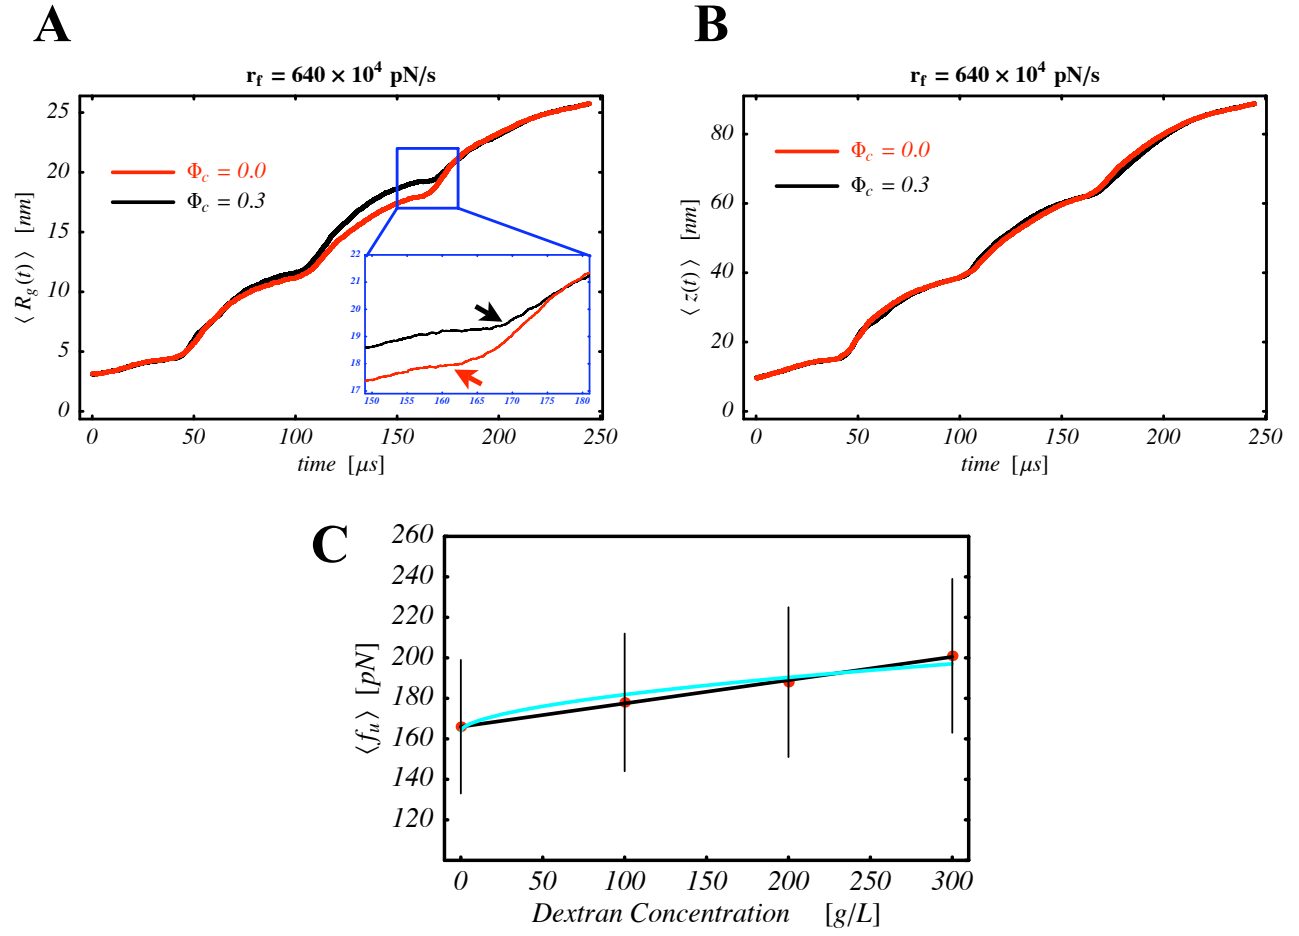 A
r_f = 640 × 10⁴ pN/s
25
20
15
10
5
0
⟨ R_g(t) ⟩ [nm]
Φ_c = 0.0
Φ_c = 0.3
22
21
20
19
18
17
150 155 160 165 170 175 180
0 50 100 150 200 250
time [μs]
B
r_f = 640 × 10⁴ pN/s
80
60
40
20
0
⟨ z(t) ⟩ [nm]
Φ_c = 0.0
Φ_c = 0.3
0 50 100 150 200 250
time [μs]
C
260
240
220
200
180
160
140
120
⟨f_u⟩ [pN]
0 50 100 150 200 250 300
Dextran Concentration [g/L]